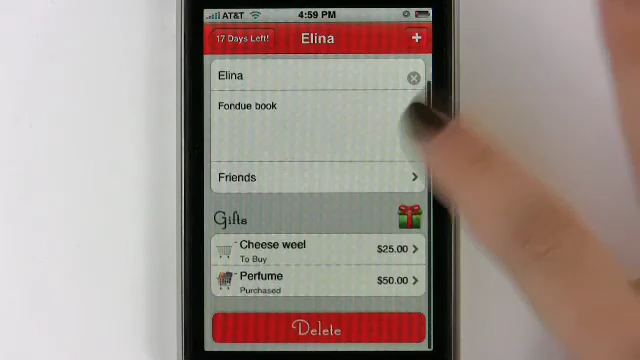 AT&T 4:59 PM
17 Days Left! Elina +
Elina
Fondue book
Friends
Gifts
Cheese weel $25.00
To Buy
Perfume $50.00
Purchased
Delete